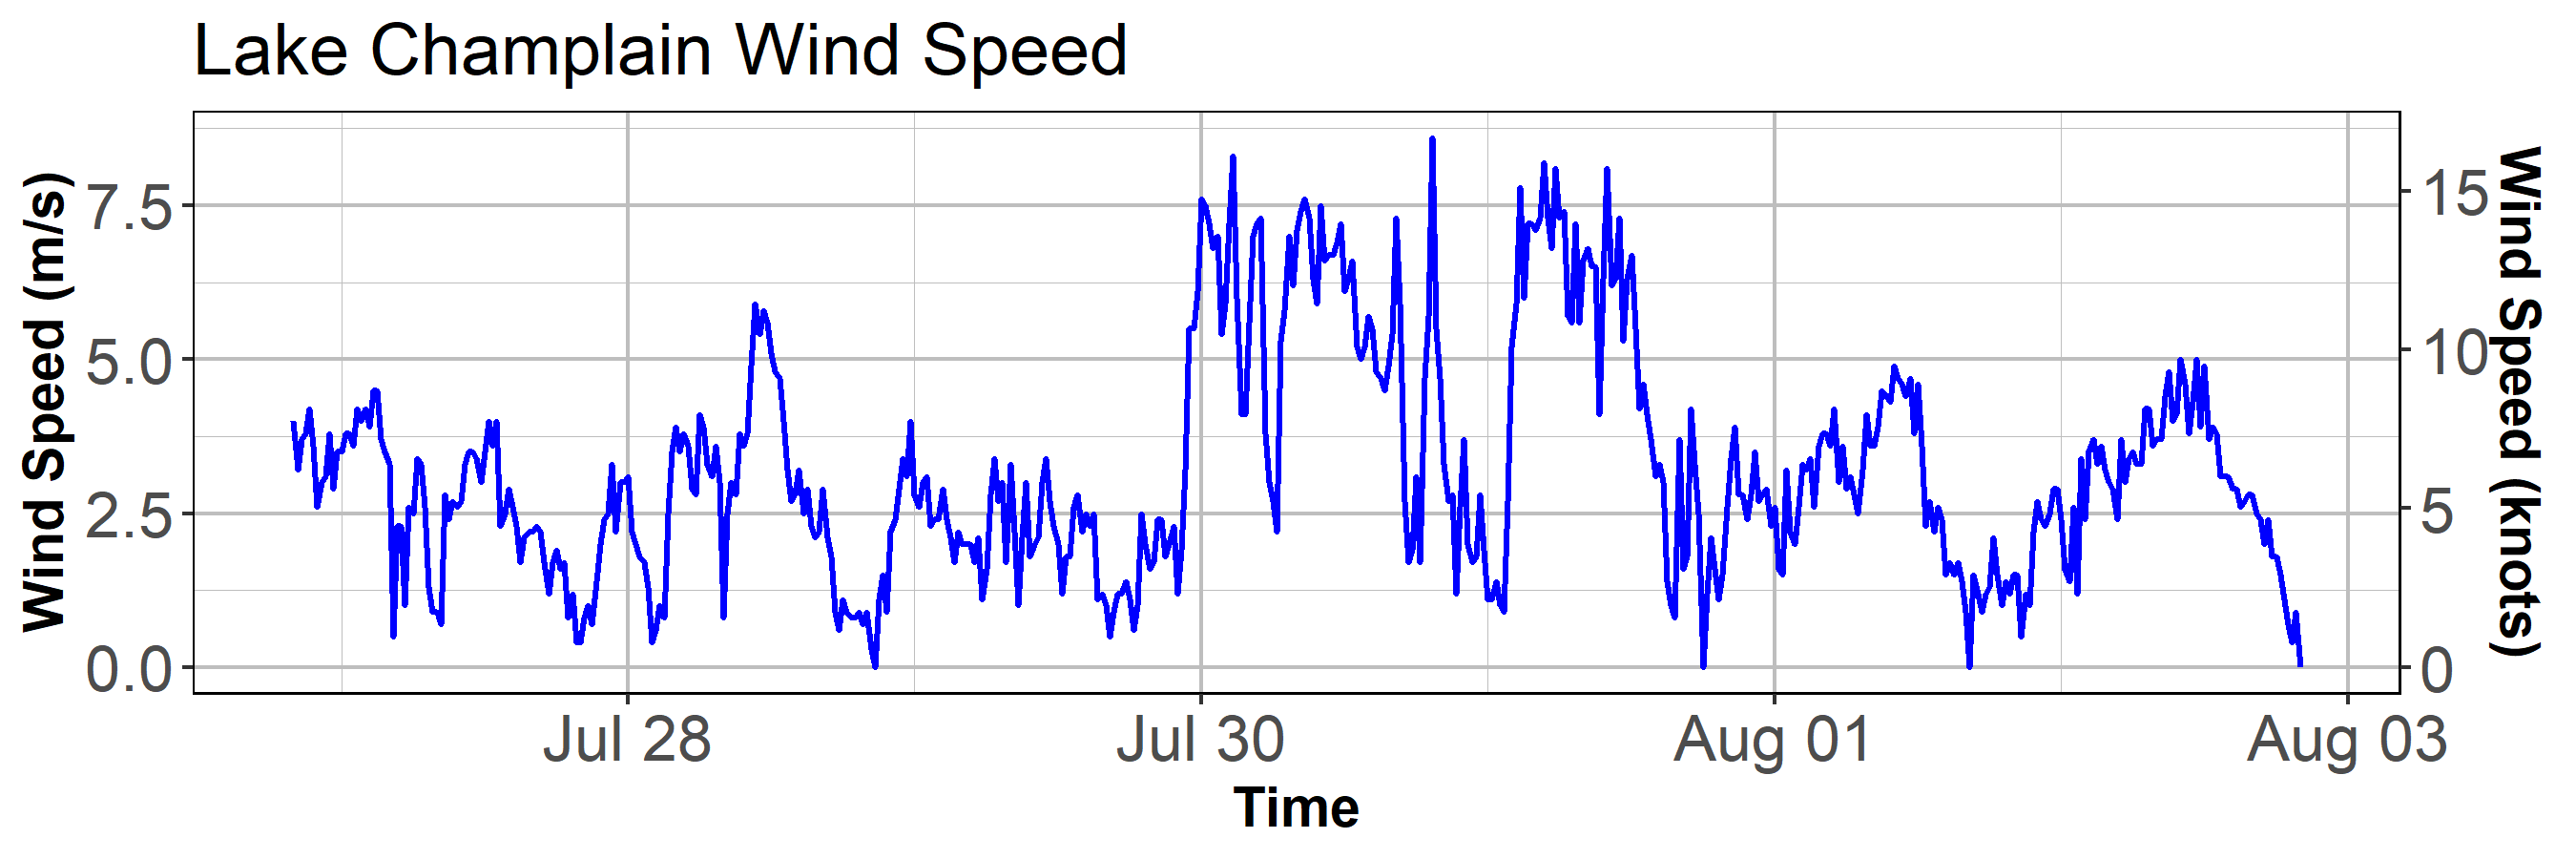 Lake Champlain Wind Speed
Wind Speed (m/s)
7.5
5.0
2.5
0.0
15
10
5
0
Wind Speed (knots)
Jul 28
Jul 30
Aug 01
Aug 03
Time